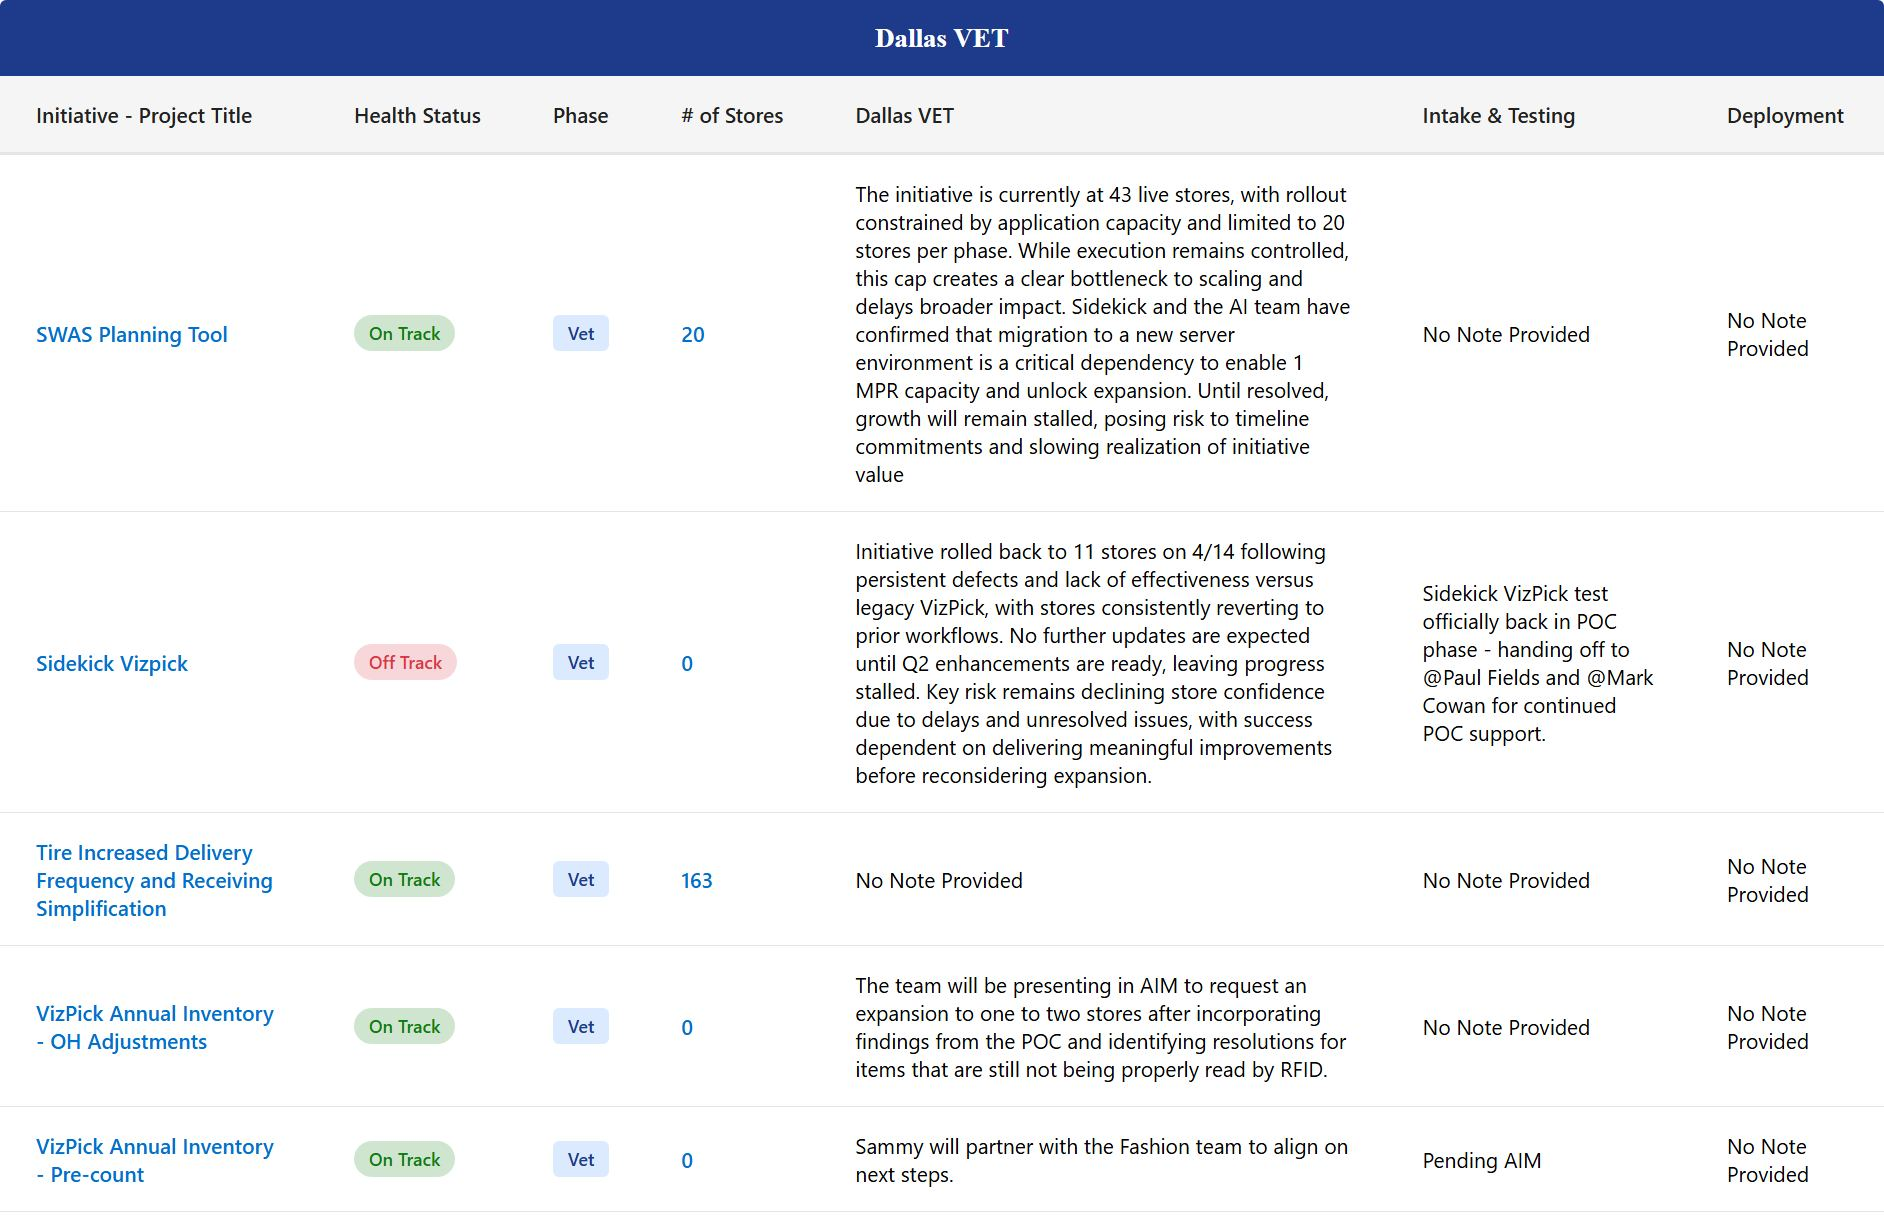 Dallas VET
Initiative - Project Title
Health Status
Phase
# of Stores
Dallas VET
Intake & Testing
Deployment
SWAS Planning Tool
On Track
Vet
20
The initiative is currently at 43 live stores, with rollout
constrained by application capacity and limited to 20
stores per phase. While execution remains controlled,
this cap creates a clear bottleneck to scaling and
delays broader impact. Sidekick and the AI team have
confirmed that migration to a new server
environment is a critical dependency to enable 1
MPR capacity and unlock expansion. Until resolved,
growth will remain stalled, posing risk to timeline
commitments and slowing realization of initiative
value
No Note Provided
No Note
Provided
Sidekick Vizpick
Off Track
Vet
0
Initiative rolled back to 11 stores on 4/14 following
persistent defects and lack of effectiveness versus
legacy VizPick, with stores consistently reverting to
prior workflows. No further updates are expected
until Q2 enhancements are ready, leaving progress
stalled. Key risk remains declining store confidence
due to delays and unresolved issues, with success
dependent on delivering meaningful improvements
before reconsidering expansion.
Sidekick VizPick test
officially back in POC
phase - handing off to
@Paul Fields and @Mark
Cowan for continued
POC support.
No Note
Provided
Tire Increased Delivery
Frequency and Receiving
Simplification
On Track
Vet
163
No Note Provided
No Note Provided
No Note
Provided
VizPick Annual Inventory
- OH Adjustments
On Track
Vet
0
The team will be presenting in AIM to request an
expansion to one to two stores after incorporating
findings from the POC and identifying resolutions for
items that are still not being properly read by RFID.
No Note Provided
No Note
Provided
VizPick Annual Inventory
- Pre-count
On Track
Vet
0
Sammy will partner with the Fashion team to align on
next steps.
Pending AIM
No Note
Provided